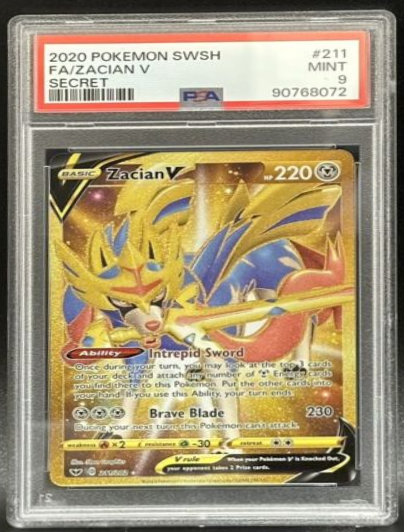 2020 POKEMON SWSH #211
FA/ZACIAN V MINT
SECRET 9
PSA 90768072
BASIC Zacian V HP 220
Ability Intrepid Sword
Once during your turn, you may look at the top 3 cards
of your deck and attach any number of Energy cards
you find there to this Pokémon. Put the other cards into
your hand. If you use this Ability, your turn ends.
Brave Blade 230
During your next turn, this Pokémon can't attack.
weakness ×2 resistance -30 retreat
V rule When your Pokémon V is Knocked Out,
your opponent takes 2 Prize cards.
211/202